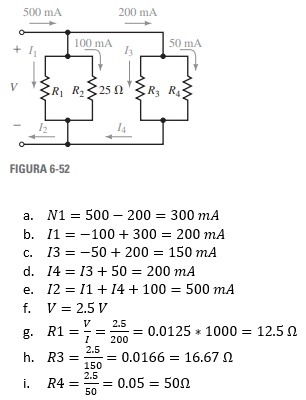 500 mA 200 mA
100 mA 50 mA
+ I₁ I₃
V R₁ R₂ 25 Ω R₃ R₄
− I₂ I₄
FIGURA 6-52
a. N1 = 500 − 200 = 300 mA
b. I1 = −100 + 300 = 200 mA
c. I3 = −50 + 200 = 150 mA
d. I4 = I3 + 50 = 200 mA
e. I2 = I1 + I4 + 100 = 500 mA
f. V = 2.5 V
g. R1 = V/I = 2.5/200 = 0.0125 ∗ 1000 = 12.5 Ω
h. R3 = 2.5/150 = 0.0166 = 16.67 Ω
i. R4 = 2.5/50 = 0.05 = 50Ω